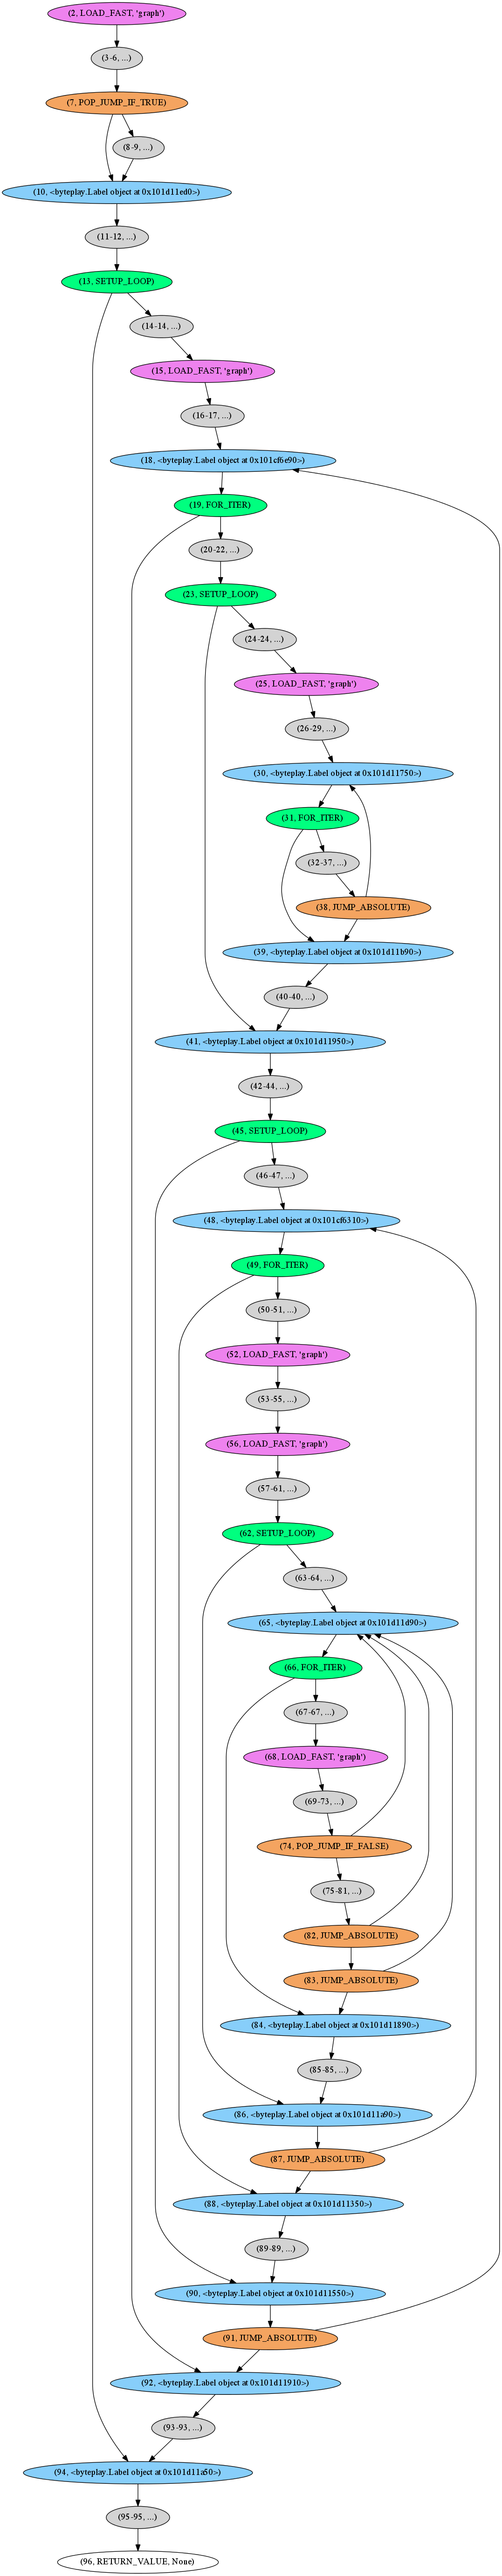 (2, LOAD_FAST, 'graph')
(3-6, ...)
(7, POP_JUMP_IF_TRUE)
(8-9, ...)
(10, <byteplay.Label object at 0x101d11ed0>)
(11-12, ...)
(13, SETUP_LOOP)
(14-14, ...)
(15, LOAD_FAST, 'graph')
(16-17, ...)
(18, <byteplay.Label object at 0x101cf6e90>)
(19, FOR_ITER)
(20-22, ...)
(23, SETUP_LOOP)
(24-24, ...)
(25, LOAD_FAST, 'graph')
(26-29, ...)
(30, <byteplay.Label object at 0x101d11750>)
(31, FOR_ITER)
(32-37, ...)
(38, JUMP_ABSOLUTE)
(39, <byteplay.Label object at 0x101d11b90>)
(40-40, ...)
(41, <byteplay.Label object at 0x101d11950>)
(42-44, ...)
(45, SETUP_LOOP)
(46-47, ...)
(48, <byteplay.Label object at 0x101cf6310>)
(49, FOR_ITER)
(50-51, ...)
(52, LOAD_FAST, 'graph')
(53-55, ...)
(56, LOAD_FAST, 'graph')
(57-61, ...)
(62, SETUP_LOOP)
(63-64, ...)
(65, <byteplay.Label object at 0x101d11d90>)
(66, FOR_ITER)
(67-67, ...)
(68, LOAD_FAST, 'graph')
(69-73, ...)
(74, POP_JUMP_IF_FALSE)
(75-81, ...)
(82, JUMP_ABSOLUTE)
(83, JUMP_ABSOLUTE)
(84, <byteplay.Label object at 0x101d11890>)
(85-85, ...)
(86, <byteplay.Label object at 0x101d11a90>)
(87, JUMP_ABSOLUTE)
(88, <byteplay.Label object at 0x101d11350>)
(89-89, ...)
(90, <byteplay.Label object at 0x101d11550>)
(91, JUMP_ABSOLUTE)
(92, <byteplay.Label object at 0x101d11910>)
(93-93, ...)
(94, <byteplay.Label object at 0x101d11a50>)
(95-95, ...)
(96, RETURN_VALUE, None)